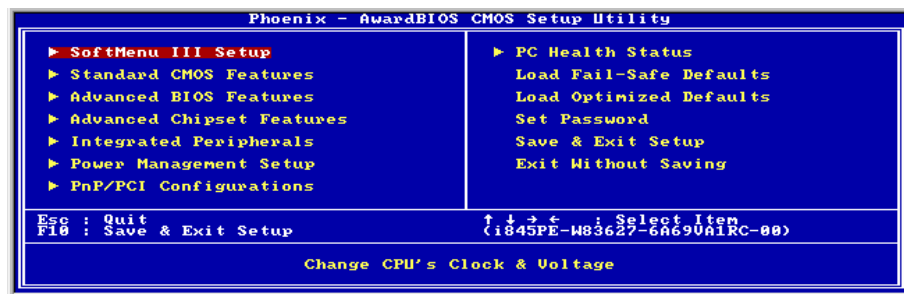 Phoenix - AwardBIOS CMOS Setup Utility
▶ SoftMenu III Setup
▶ Standard CMOS Features
▶ Advanced BIOS Features
▶ Advanced Chipset Features
▶ Integrated Peripherals
▶ Power Management Setup
▶ PnP/PCI Configurations
▶ PC Health Status
Load Fail-Safe Defaults
Load Optimized Defaults
Set Password
Save & Exit Setup
Exit Without Saving
Esc : Quit
F10 : Save & Exit Setup
↑ ↓ → ← : Select Item
(i845PE-W83627-6A69VA1RC-00)
Change CPU's Clock & Voltage